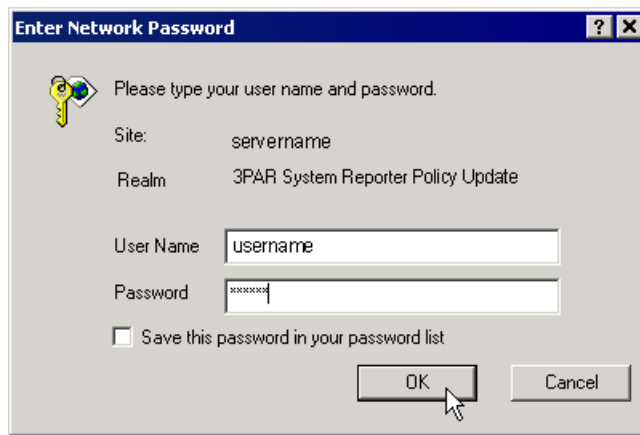 Enter Network Password
Please type your user name and password.
Site: servername
Realm 3PAR System Reporter Policy Update
User Name username
Password ××××××
Save this password in your password list
OK Cancel